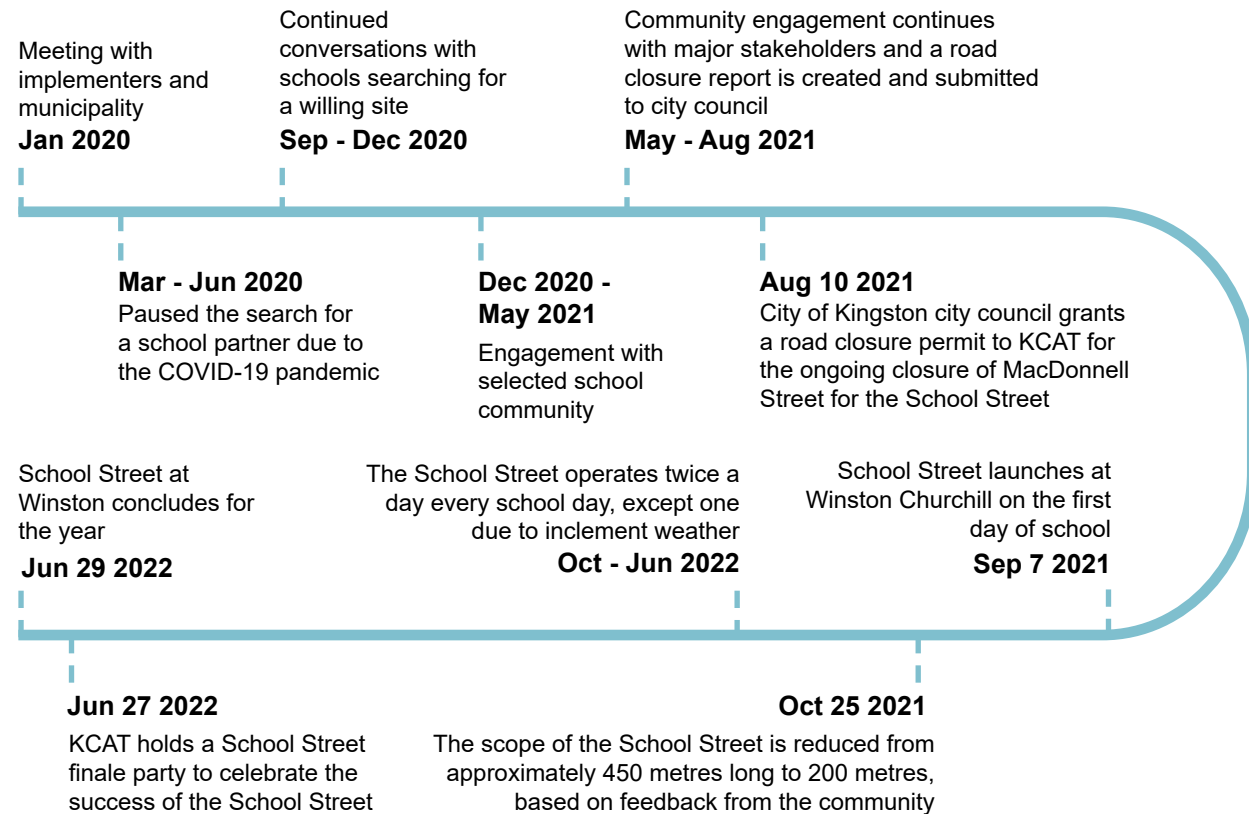 Meeting with
implementers and
municipality
Jan 2020
Mar - Jun 2020
Paused the search for
a school partner due to
the COVID-19 pandemic
Continued
conversations with
schools searching for
a willing site
Sep - Dec 2020
Dec 2020 -
May 2021
Engagement with
selected school
community
Community engagement continues
with major stakeholders and a road
closure report is created and submitted
to city council
May - Aug 2021
Aug 10 2021
City of Kingston city council grants
a road closure permit to KCAT for
the ongoing closure of MacDonnell
Street for the School Street
School Street launches at
Winston Churchill on the first
day of school
Sep 7 2021
Oct 25 2021
The scope of the School Street is reduced from
approximately 450 metres long to 200 metres,
based on feedback from the community
The School Street operates twice a
day every school day, except one
due to inclement weather
Oct - Jun 2022
Jun 27 2022
KCAT holds a School Street
finale party to celebrate the
success of the School Street
School Street at
Winston concludes for
the year
Jun 29 2022